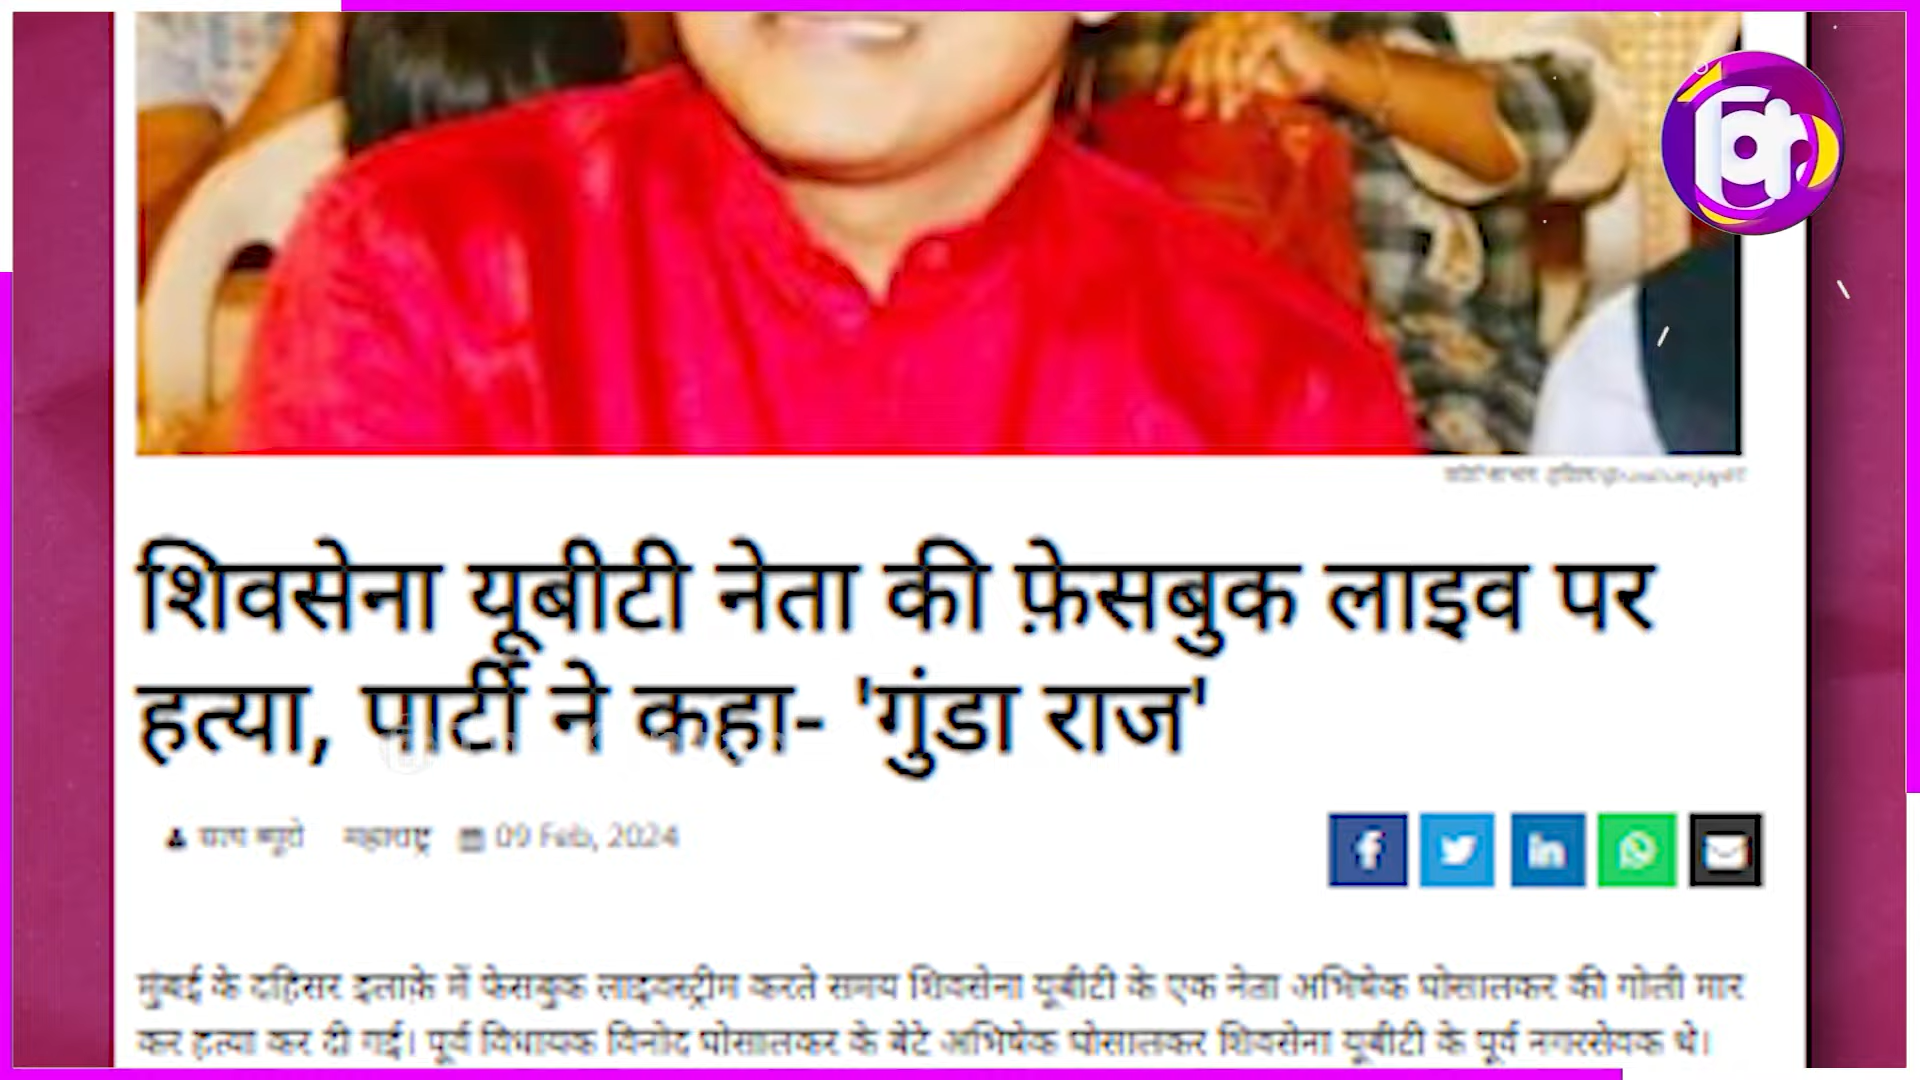 शिवसेना यूबीटी नेता की फ़ेसबुक लाइव पर
हत्या, पार्टी ने कहा- 'गुंडा राज'
सत्य ब्यूरो महाराष्ट्र 09 Feb, 2024
मुंबई के दहिसर इलाक़े में फेसबुक लाइवस्ट्रीम करते समय शिवसेना यूबीटी के एक नेता अभिषेक घोसालकर की गोली मार
कर हत्या कर दी गई। पूर्व विधायक विनोद घोसालकर के बेटे अभिषेक घोसालकर शिवसेना यूबीटी के पूर्व नगरसेवक थे।